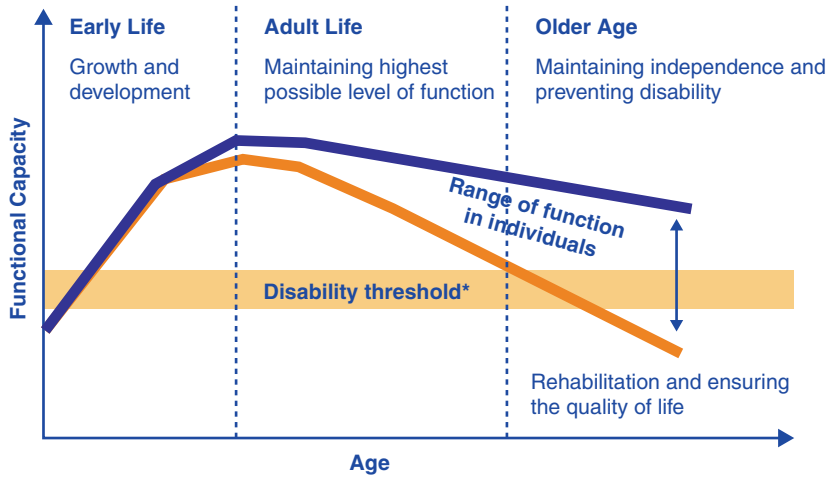 Early Life
Growth and
development
Adult Life
Maintaining highest
possible level of function
Older Age
Maintaining independence and
preventing disability
Functional Capacity
Range of function
in individuals
Disability threshold*
Rehabilitation and ensuring
the quality of life
Age